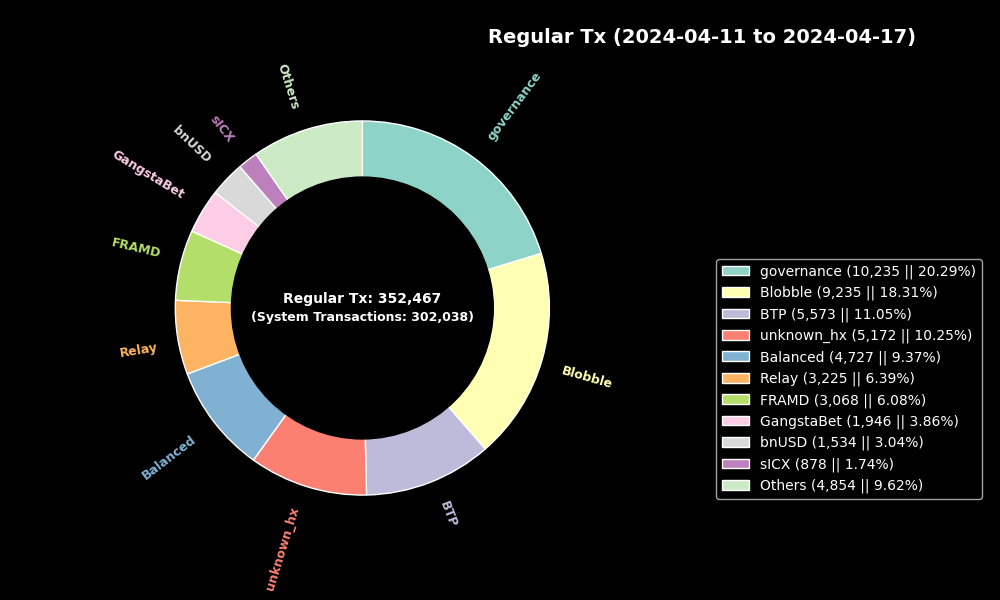 Regular Tx (2024-04-11 to 2024-04-17)
Others
governance
sICX
bnUSD
GangstaBet
FRAMD
Relay
Balanced
unknown_hx
BTP
Blobble
Regular Tx: 352,467
(System Transactions: 302,038)
governance (10,235 || 20.29%)
Blobble (9,235 || 18.31%)
BTP (5,573 || 11.05%)
unknown_hx (5,172 || 10.25%)
Balanced (4,727 || 9.37%)
Relay (3,225 || 6.39%)
FRAMD (3,068 || 6.08%)
GangstaBet (1,946 || 3.86%)
bnUSD (1,534 || 3.04%)
sICX (878 || 1.74%)
Others (4,854 || 9.62%)